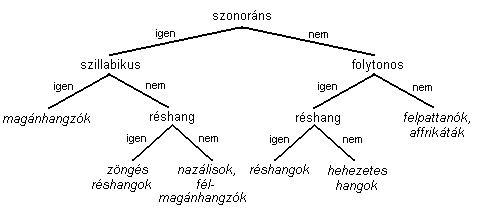 szonoráns
igen nem
szillabikus folytonos
igen nem igen nem
magánhangzók réshang réshang felpattanók,
affrikáták
igen nem igen nem
zöngés nazálisok, réshangok hehezetes
réshangok fél- hangok
magánhangzók